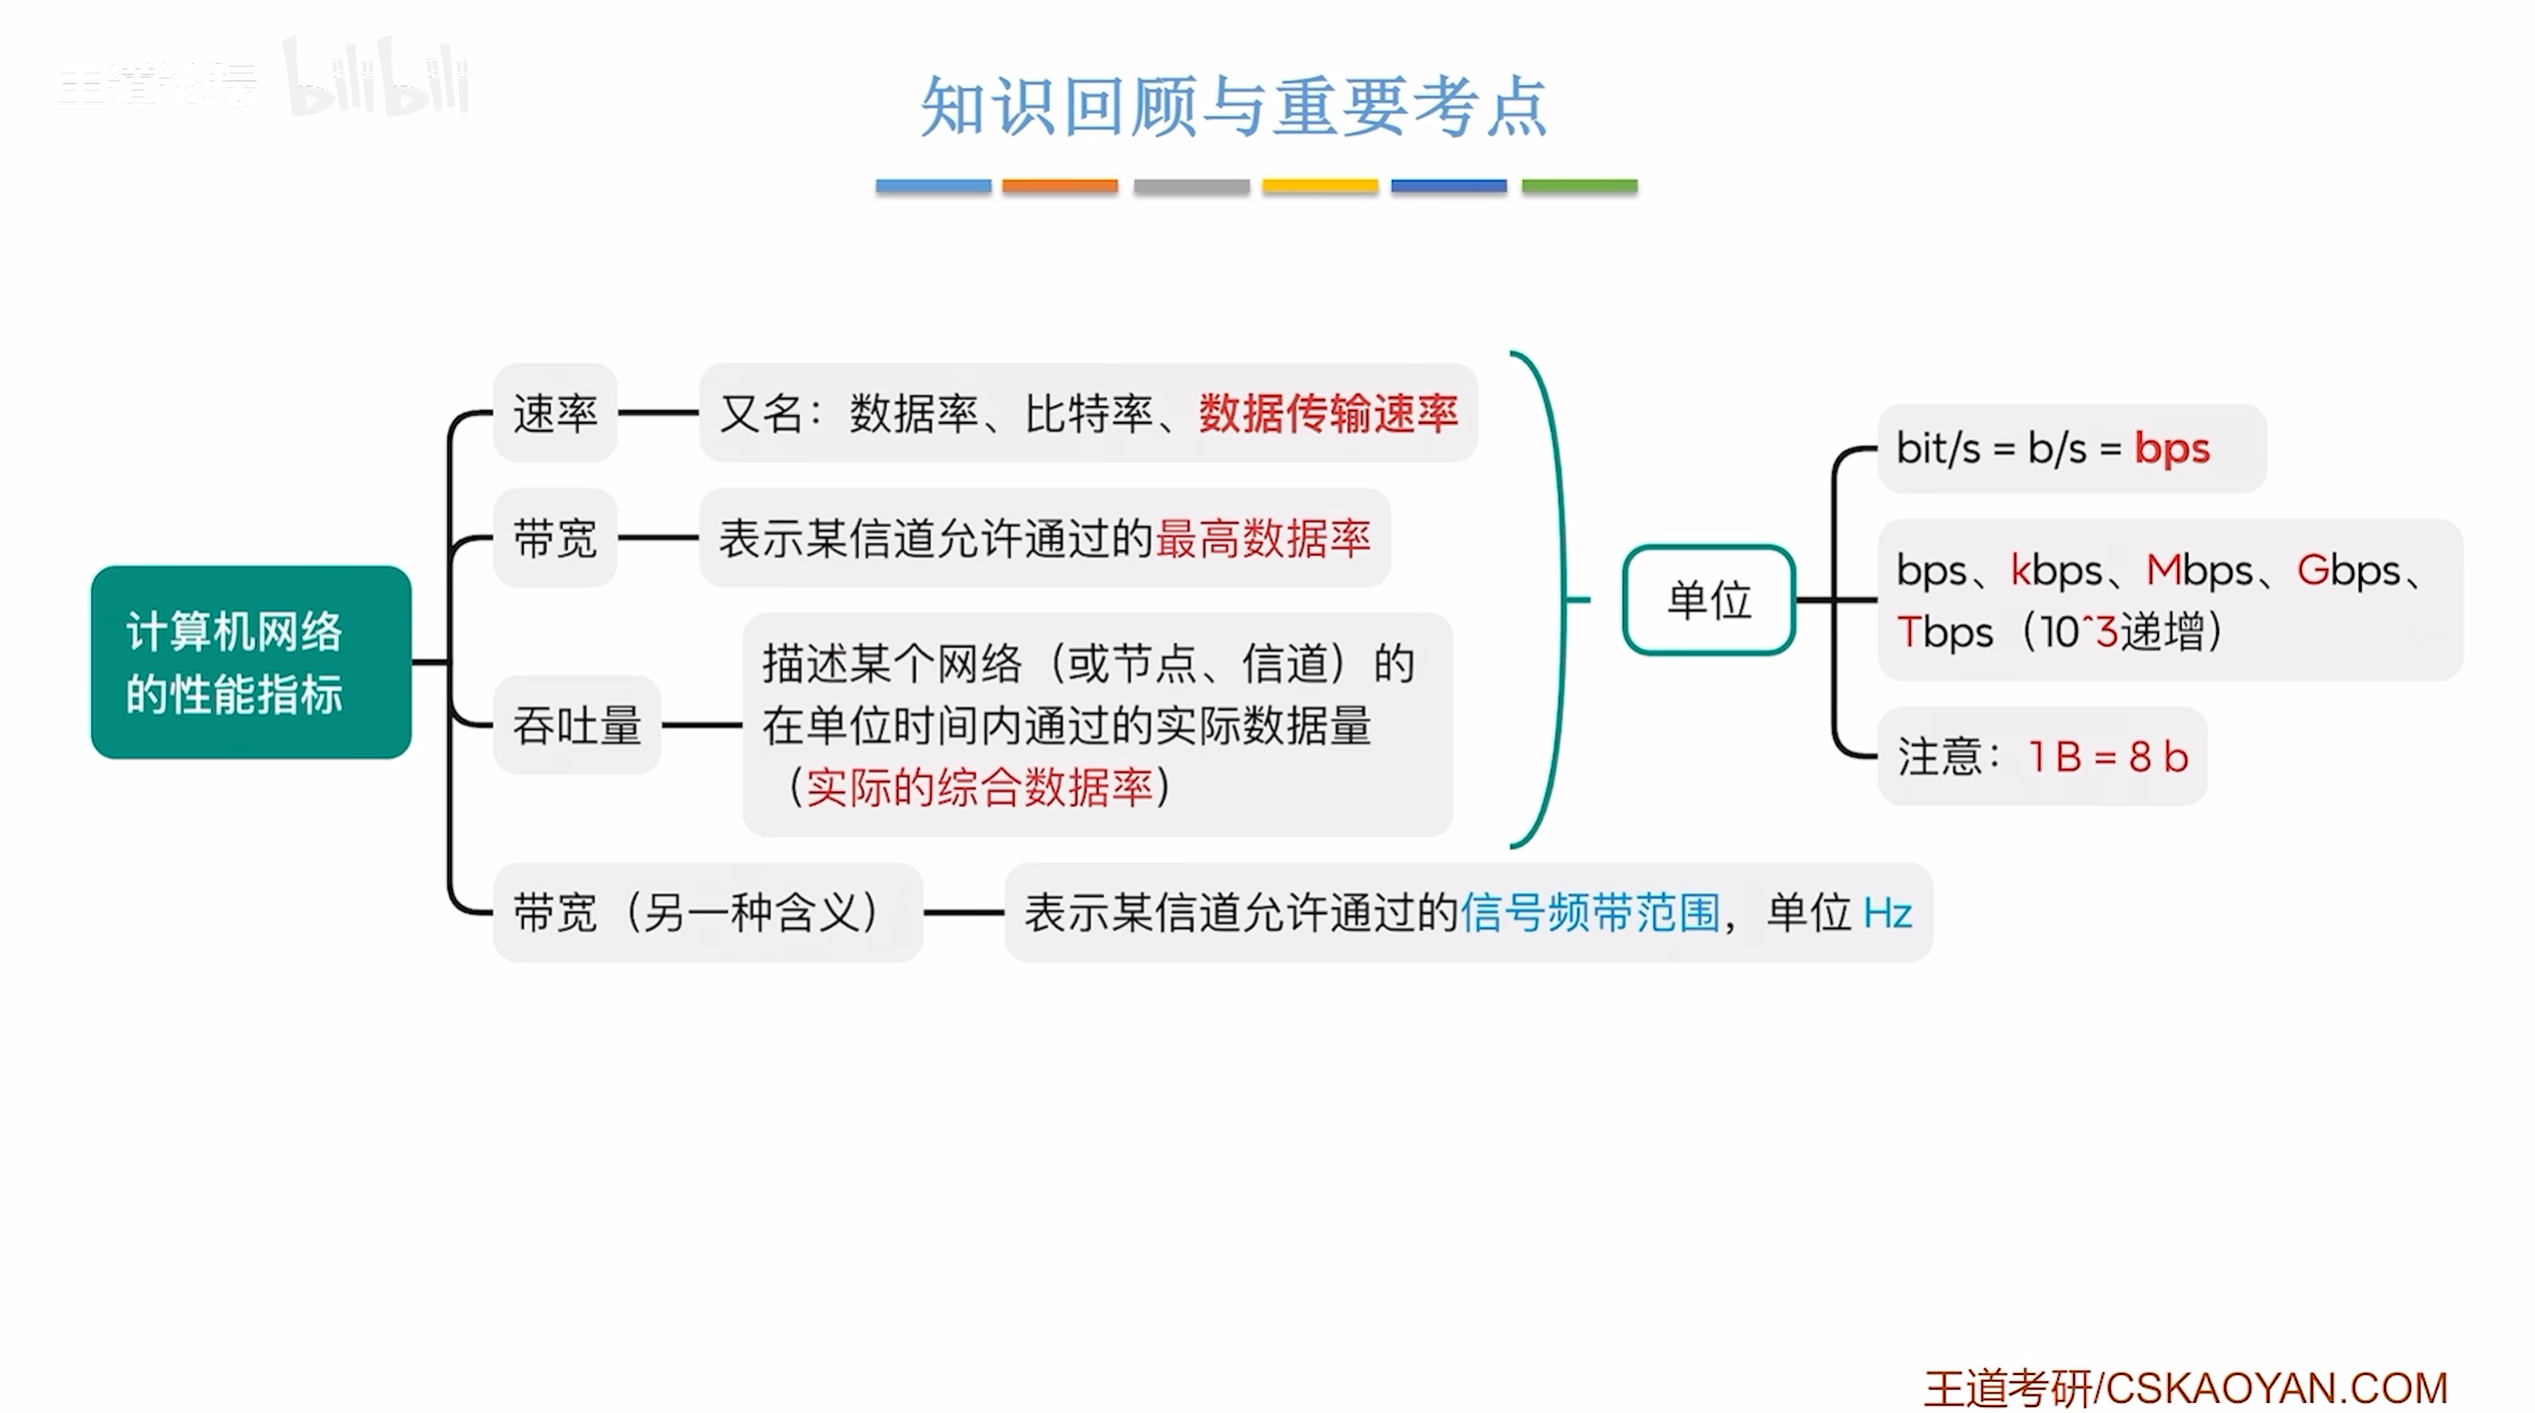 王道论坛 bilibili
知识回顾与重要考点
计算机网络
的性能指标
速率
又名：数据率、比特率、数据传输速率
带宽
表示某信道允许通过的最高数据率
吞吐量
描述某个网络（或节点、信道）的
在单位时间内通过的实际数据量
（实际的综合数据率）
带宽（另一种含义）
表示某信道允许通过的信号频带范围，单位 Hz
单位
bit/s = b/s = bps
bps、kbps、Mbps、Gbps、
Tbps（10^3递增）
注意：1 B = 8 b
王道考研/CSKAOYAN.COM